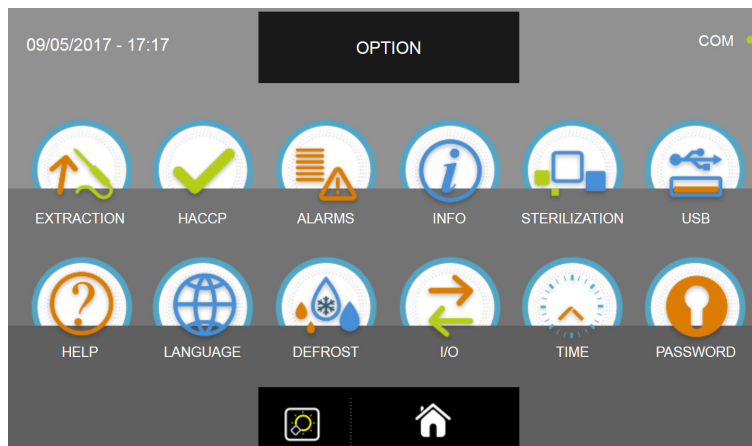 09/05/2017 - 17:17
OPTION
COM
EXTRACTION
HACCP
ALARMS
INFO
STERILIZATION
USB
HELP
LANGUAGE
DEFROST
I/O
TIME
PASSWORD